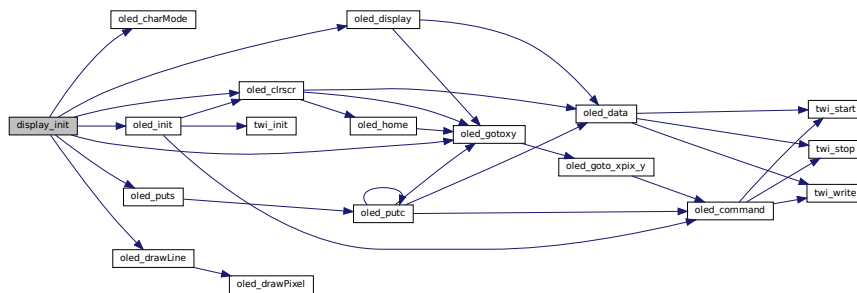 oled_charMode
oled_display
oled_clrscr
oled_data
twi_start
display_init
oled_init
twi_init
oled_home
oled_gotoxy
twi_stop
oled_goto_xpix_y
oled_puts
oled_putc
oled_command
twi_write
oled_drawLine
oled_drawPixel